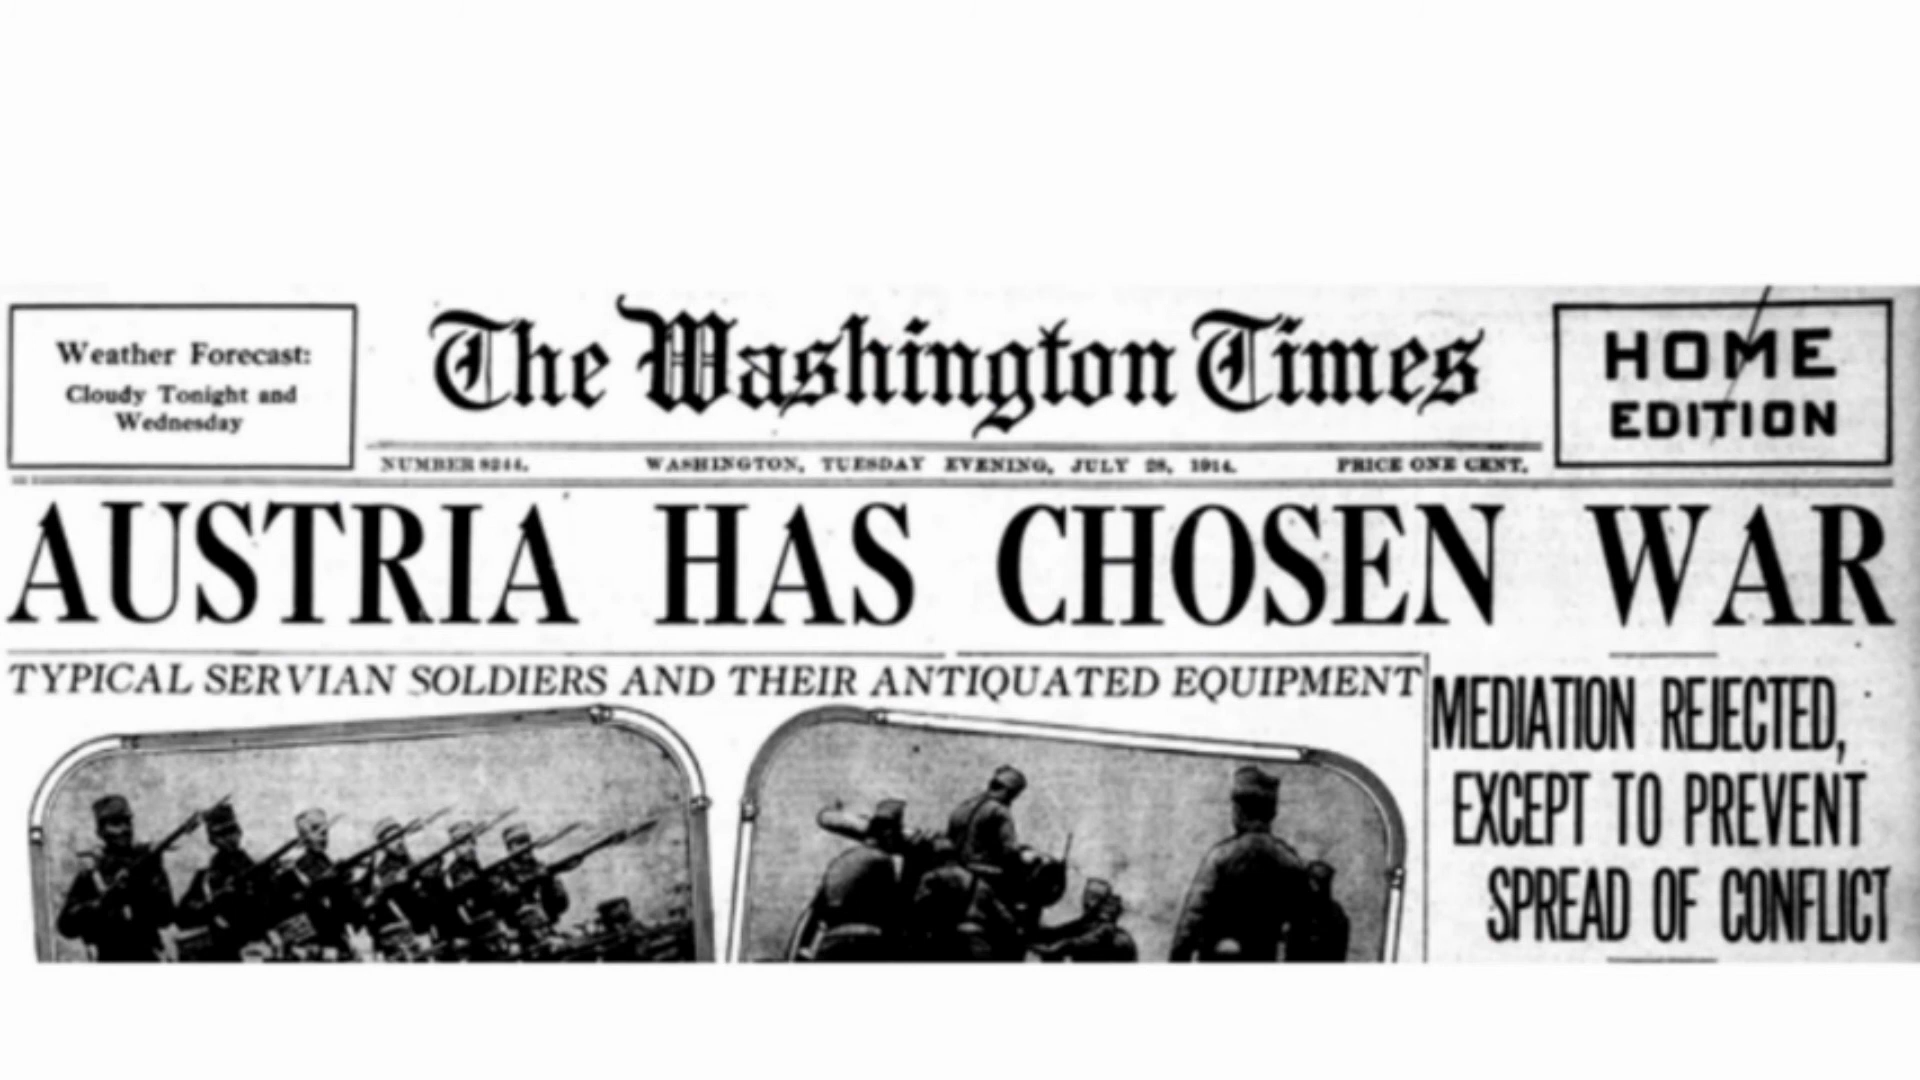 Weather Forecast:
Cloudy Tonight and
Wednesday
The Washington Times
HOME
EDITION
NUMBER 8244.
WASHINGTON, TUESDAY EVENING, JULY 28, 1914.
PRICE ONE CENT.
AUSTRIA HAS CHOSEN WAR
TYPICAL SERVIAN SOLDIERS AND THEIR ANTIQUATED EQUIPMENT
MEDIATION REJECTED,
EXCEPT TO PREVENT
SPREAD OF CONFLICT